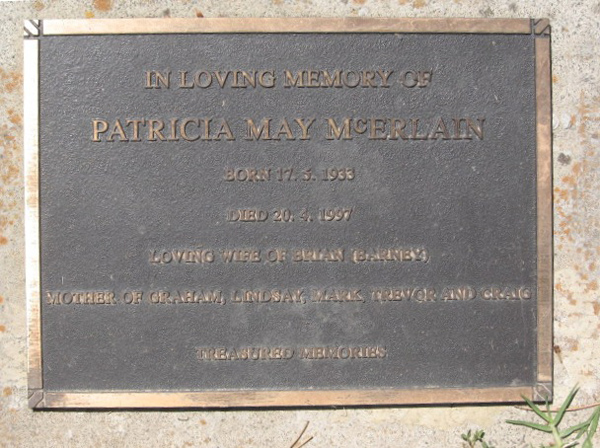 IN LOVING MEMORY OF
PATRICIA MAY McERLAIN
BORN 17. 5. 1933
DIED 20. 4. 1997
LOVING WIFE OF BRIAN (BARNEY)
MOTHER OF GRAHAM, LINDSAY, MARK, TREVOR AND CRAIG
TREASURED MEMORIES